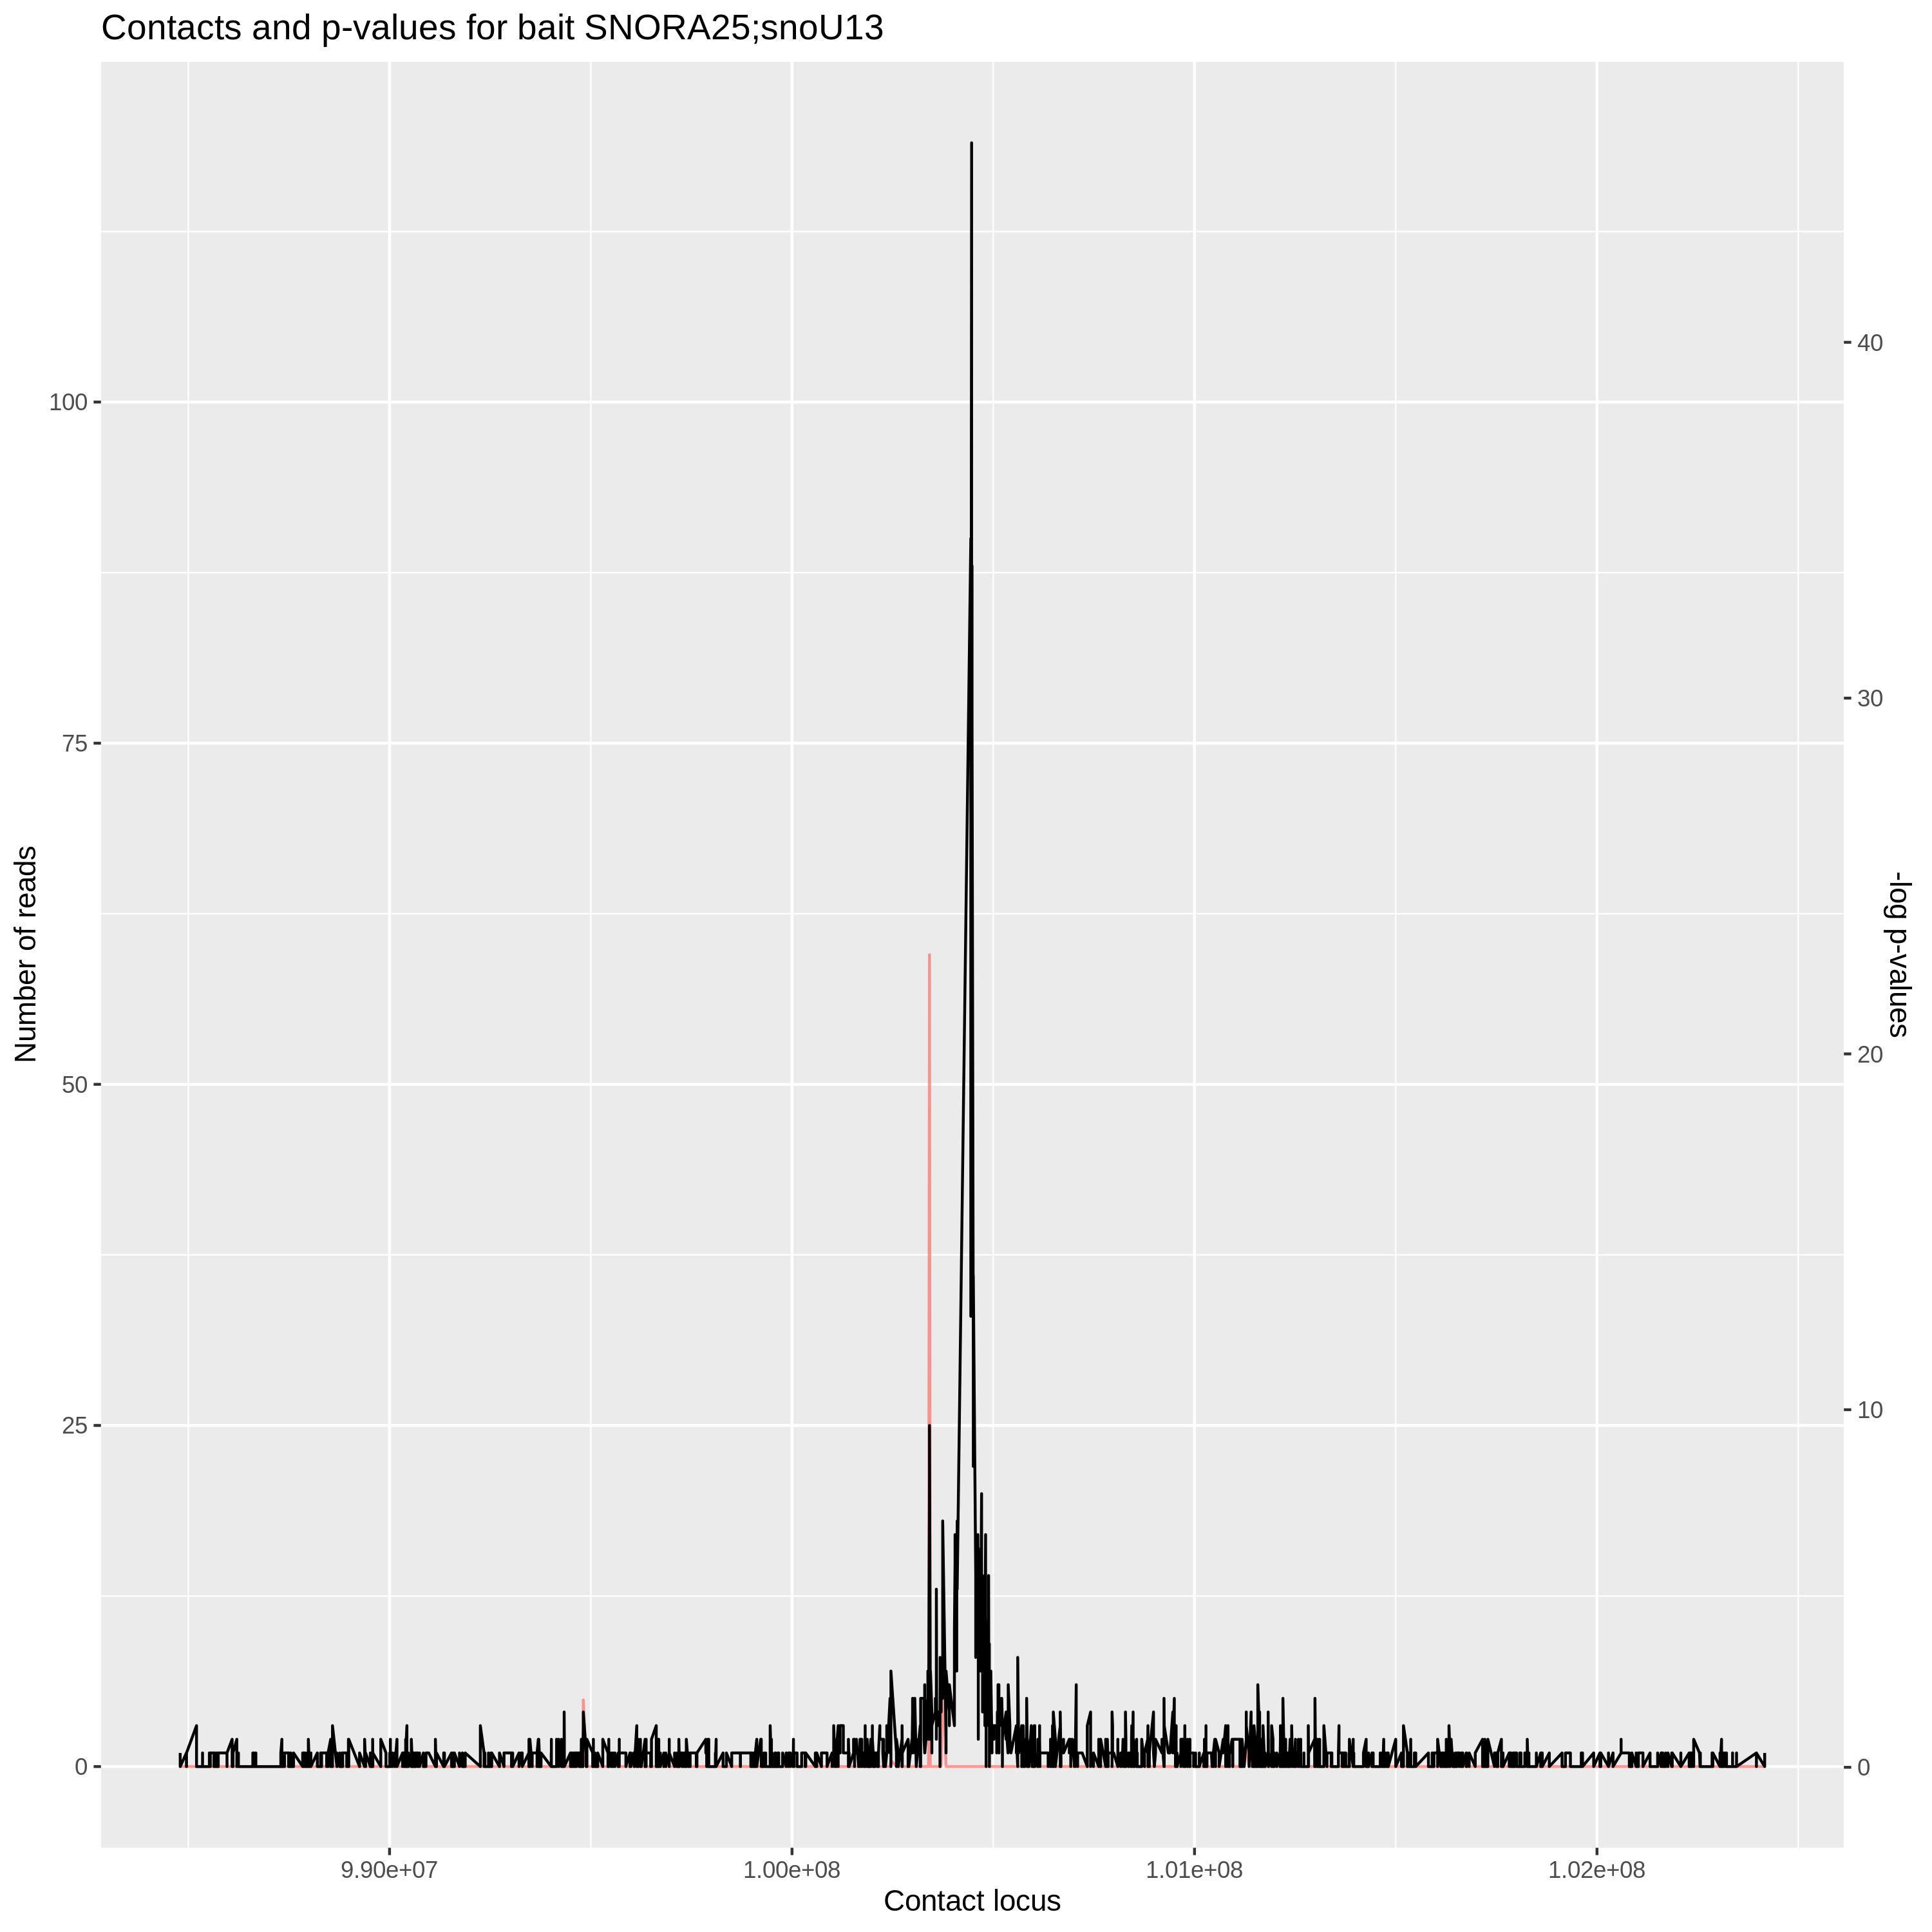 Contacts and p-values for bait SNORA25;snoU13
Number of reads
100
75
50
25
0
40
30
20
10
0
-log p-values
9.90e+07
1.00e+08
1.01e+08
1.02e+08
Contact locus